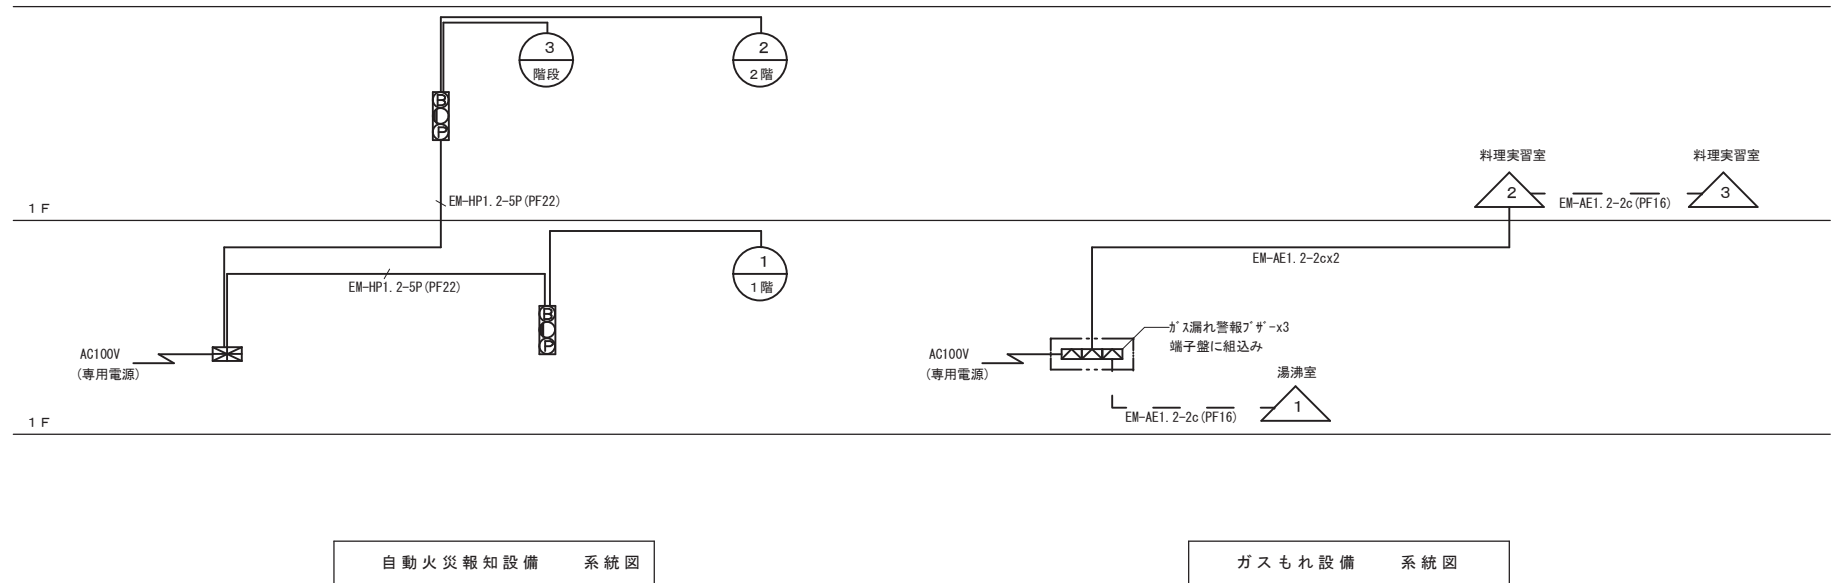 3
階段
2
2階
B
P
料理実習室
料理実習室
2
3
EM-AE1.2-2c(PF16)
EM-HP1.2-5P(PF22)
1F
EM-AE1.2-2cx2
1
1階
EM-HP1.2-5P(PF22)
B
P
ガス漏れ警報ブザｰx3
端子盤に組込み
AC100V
(専用電源)
AC100V
(専用電源)
湯沸室
1
EM-AE1.2-2c(PF16)
1F
自動火災報知設備 系統図
ガスもれ設備 系統図